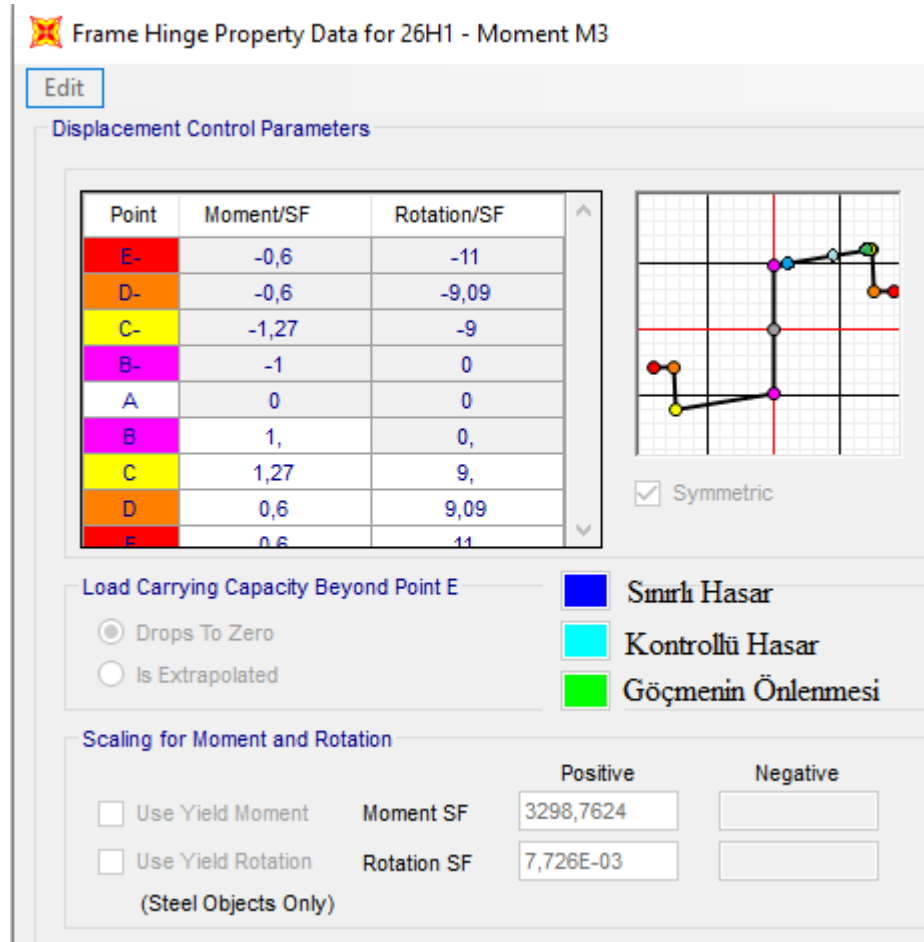 Frame Hinge Property Data for 26H1 - Moment M3
Edit
Displacement Control Parameters
Point Moment/SF Rotation/SF
E- -0,6 -11
D- -0,6 -9,09
C- -1,27 -9
B- -1 0
A 0 0
B 1, 0,
C 1,27 9,
D 0,6 9,09
E 0,6 11
Symmetric
Load Carrying Capacity Beyond Point E
Drops To Zero
Is Extrapolated
Sınırlı Hasar
Kontrollü Hasar
Göçmenin Önlenmesi
Scaling for Moment and Rotation
Positive Negative
Use Yield Moment Moment SF 3298,7624
Use Yield Rotation Rotation SF 7,726E-03
(Steel Objects Only)